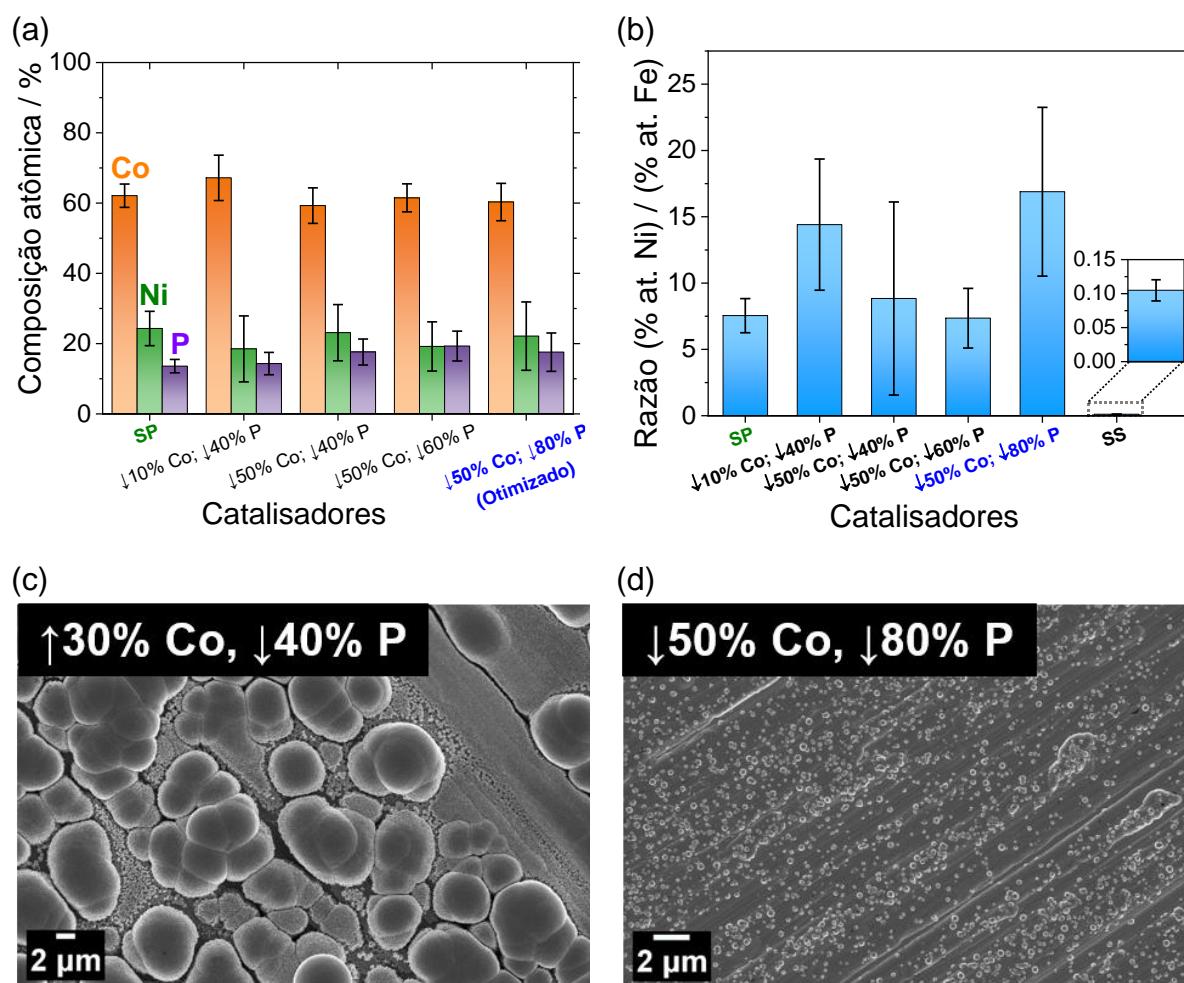 (a)
Composição atômica / %
100
80
60
40
20
0
Co
Ni
P
SP
↓10% Co; ↓40% P
↓50% Co; ↓40% P
↓50% Co; ↓60% P
↓50% Co; ↓80% P
(Otimizado)
Catalisadores
(b)
Razão (% at. Ni) / (% at. Fe)
25
20
15
10
5
0
0.15
0.10
0.05
0.00
SP
↓10% Co; ↓40% P
↓50% Co; ↓40% P
↓50% Co; ↓60% P
↓50% Co; ↓80% P
SS
Catalisadores
(c)
↑30% Co, ↓40% P
2 µm
(d)
↓50% Co, ↓80% P
2 µm